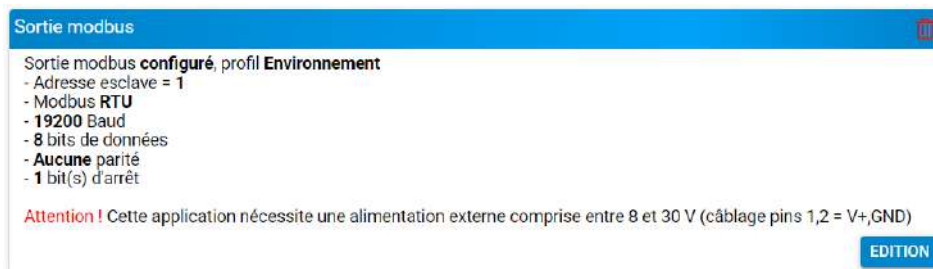 Sortie modbus
Sortie modbus configuré, profil Environnement
- Adresse esclave = 1
- Modbus RTU
- 19200 Baud
- 8 bits de données
- Aucune parité
- 1 bit(s) d'arrêt
Attention ! Cette application nécessite une alimentation externe comprise entre 8 et 30 V (câblage pins 1,2 = V+,GND)
EDITION